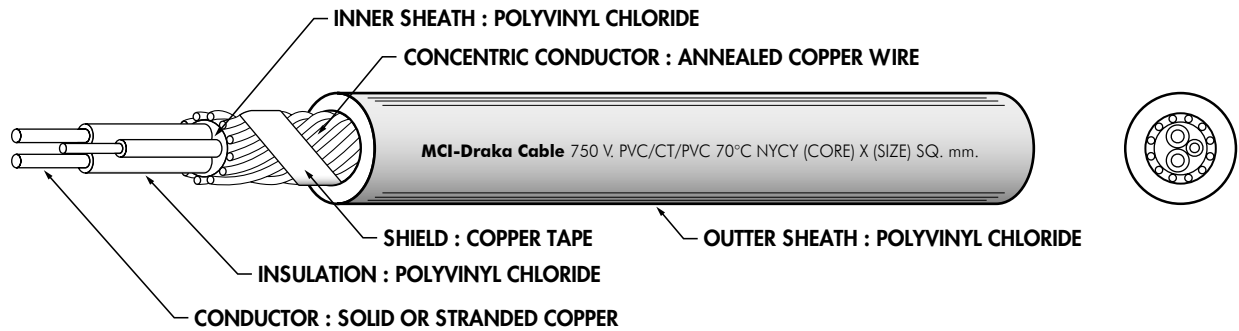 INNER SHEATH : POLYVINYL CHLORIDE
CONCENTRIC CONDUCTOR : ANNEALED COPPER WIRE
MCI-Draka Cable 750 V. PVC/CT/PVC 70°C NYCY (CORE) X (SIZE) SQ. mm.
SHIELD : COPPER TAPE
OUTTER SHEATH : POLYVINYL CHLORIDE
INSULATION : POLYVINYL CHLORIDE
CONDUCTOR : SOLID OR STRANDED COPPER